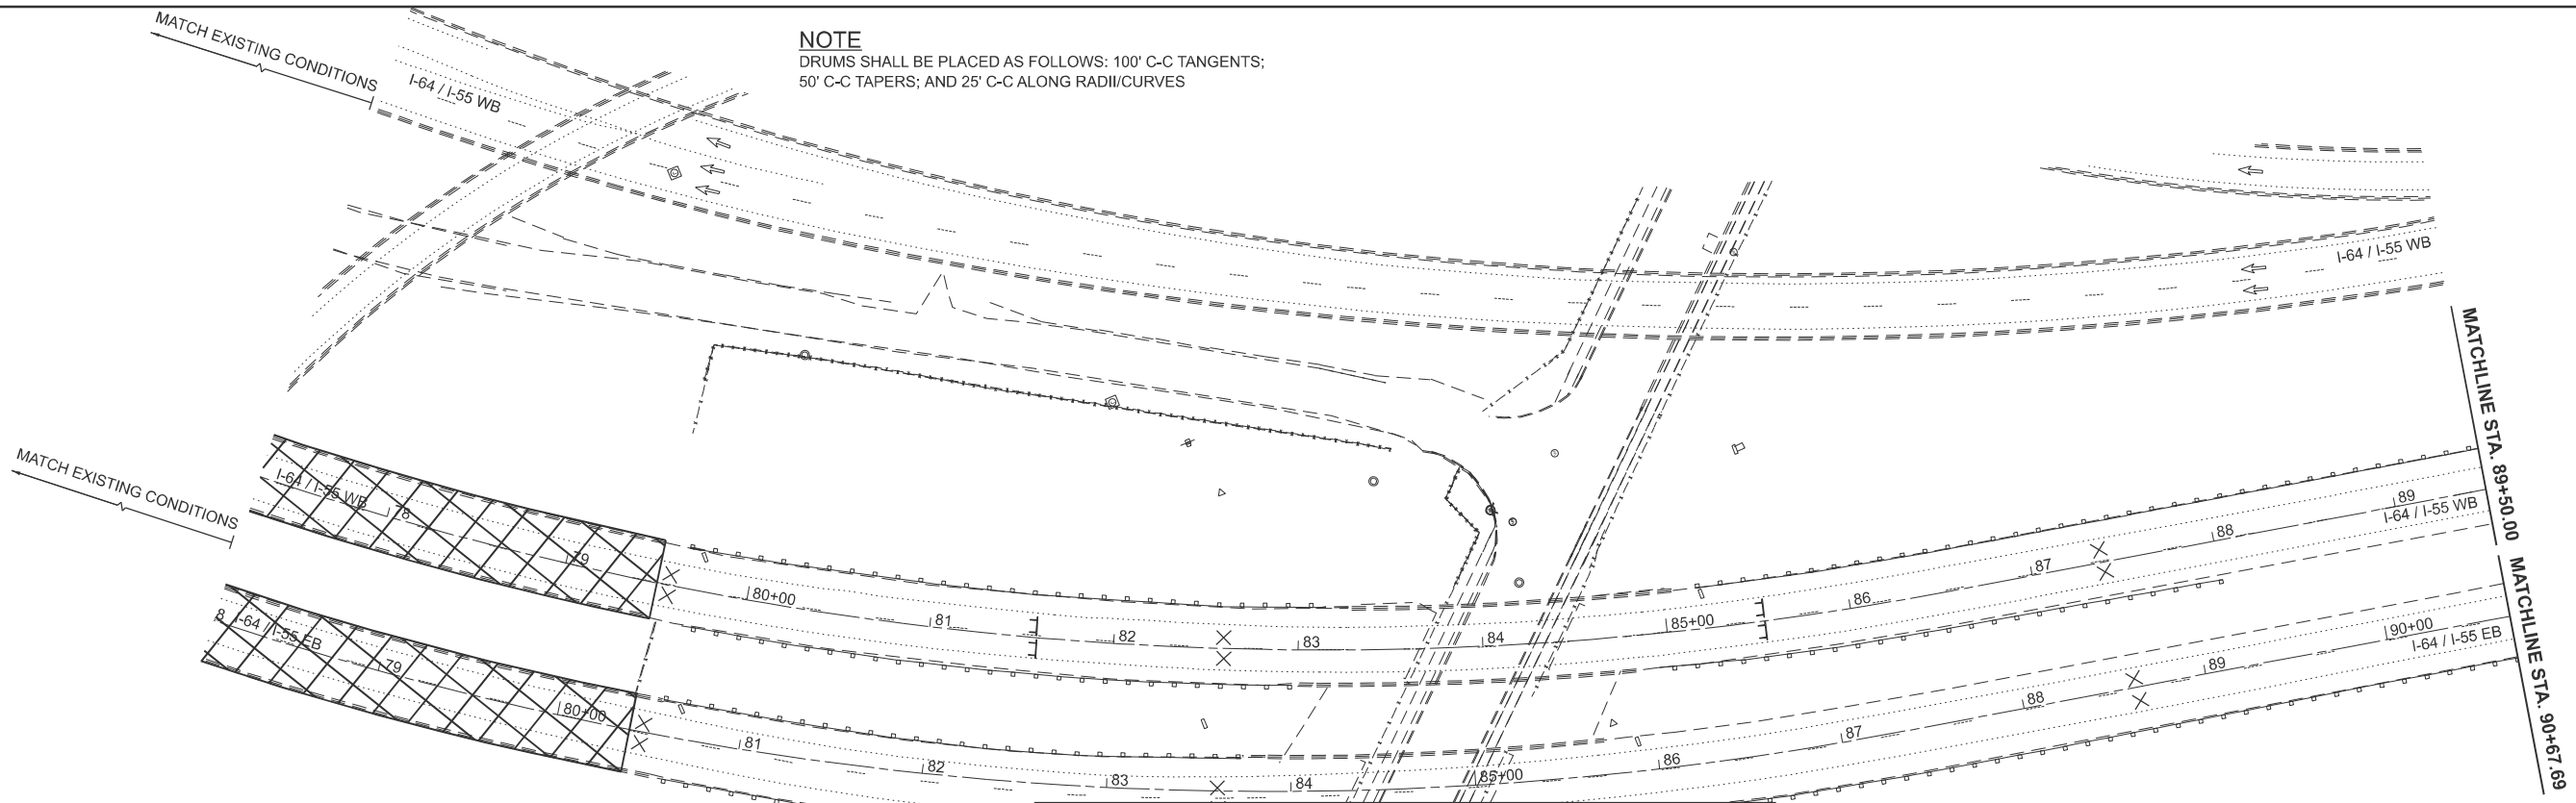 MATCH EXISTING CONDITIONS
I-64 / I-55 WB
NOTE
DRUMS SHALL BE PLACED AS FOLLOWS: 100' C-C TANGENTS;
50' C-C TAPERS; AND 25' C-C ALONG RADII/CURVES
I-64 / I-55 WB
MATCHLINE STA. 89+50.00
MATCH EXISTING CONDITIONS
I-64 / I-55 WB
78
79
80+00
81
82
83
84
85+00
86
87
88
89
I-64 / I-55 WB
8
I-64 / I-55 EB
79
80+00
81
82
83
84
85+00
86
87
88
89
90+00
I-64 / I-55 EB
MATCHLINE STA. 90+67.69